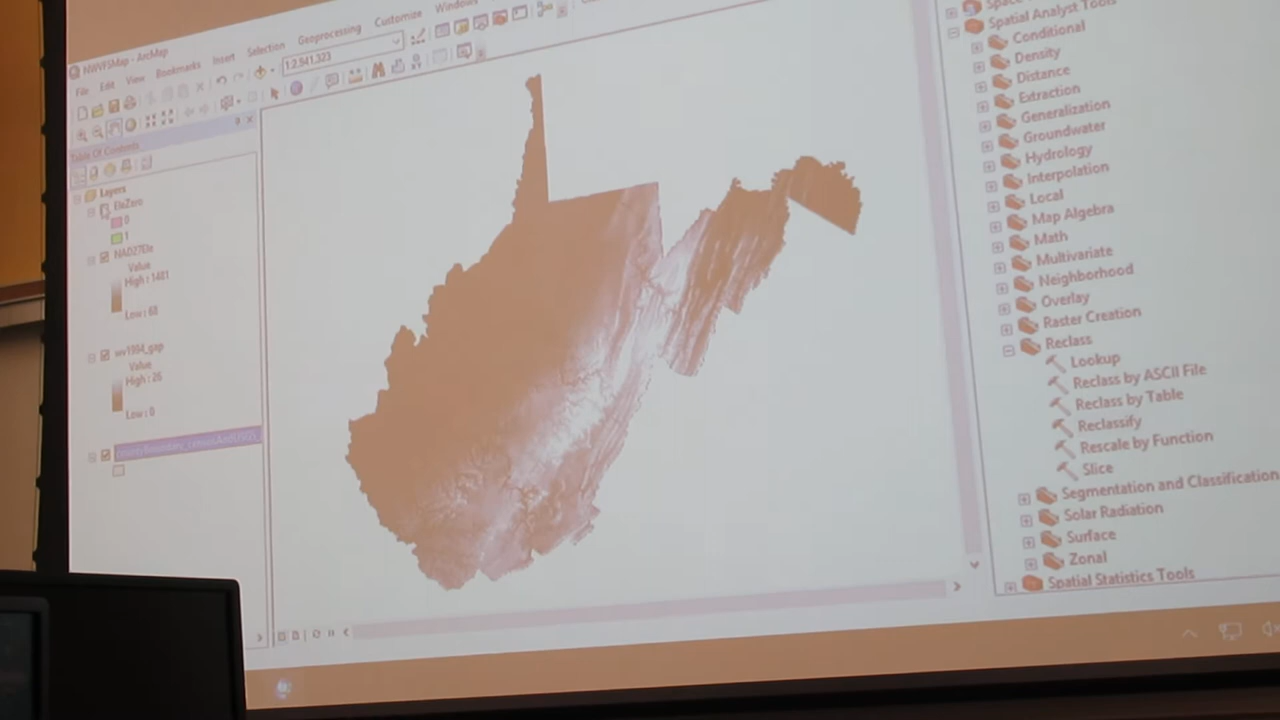 NWVFSMap - ArcMap
File Edit View Bookmarks Insert Selection Geoprocessing Customize Windows
1:2,541,323
Table Of Contents
Layers
EleZero
0
1
NAD27Ele
Value
High : 1481
Low : 68
wv1994_gap
Value
High : 26
Low : 0
Spatial Analyst Tools
Conditional
Density
Distance
Extraction
Generalization
Groundwater
Hydrology
Interpolation
Local
Map Algebra
Math
Multivariate
Neighborhood
Overlay
Raster Creation
Reclass
Lookup
Reclass by ASCII File
Reclass by Table
Reclassify
Rescale by Function
Slice
Segmentation and Classification
Solar Radiation
Surface
Zonal
Spatial Statistics Tools